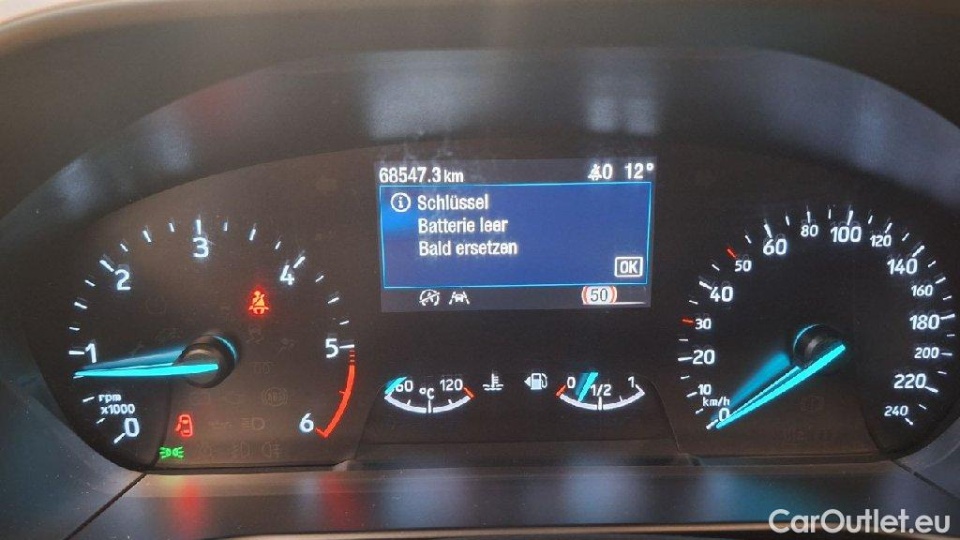 68547.3 km 0 12°
Schlüssel
Batterie leer
Bald ersetzen
OK
50
0 1 2 3 4 5 6
rpm
x1000
60 °C 120
0 1/2 1
0 10 20 30 40 50 60 80 100 120 140 160 180 200 220 240
km/h
CarOutlet.eu